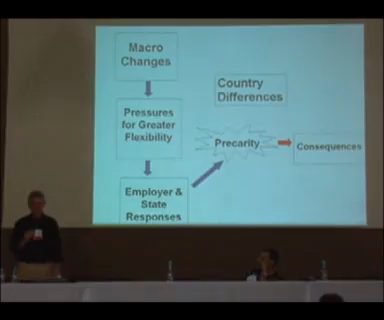 Macro
Changes
Country
Differences
Pressures
for Greater
Flexibility
Precarity
Consequences
Employer &
State
Responses